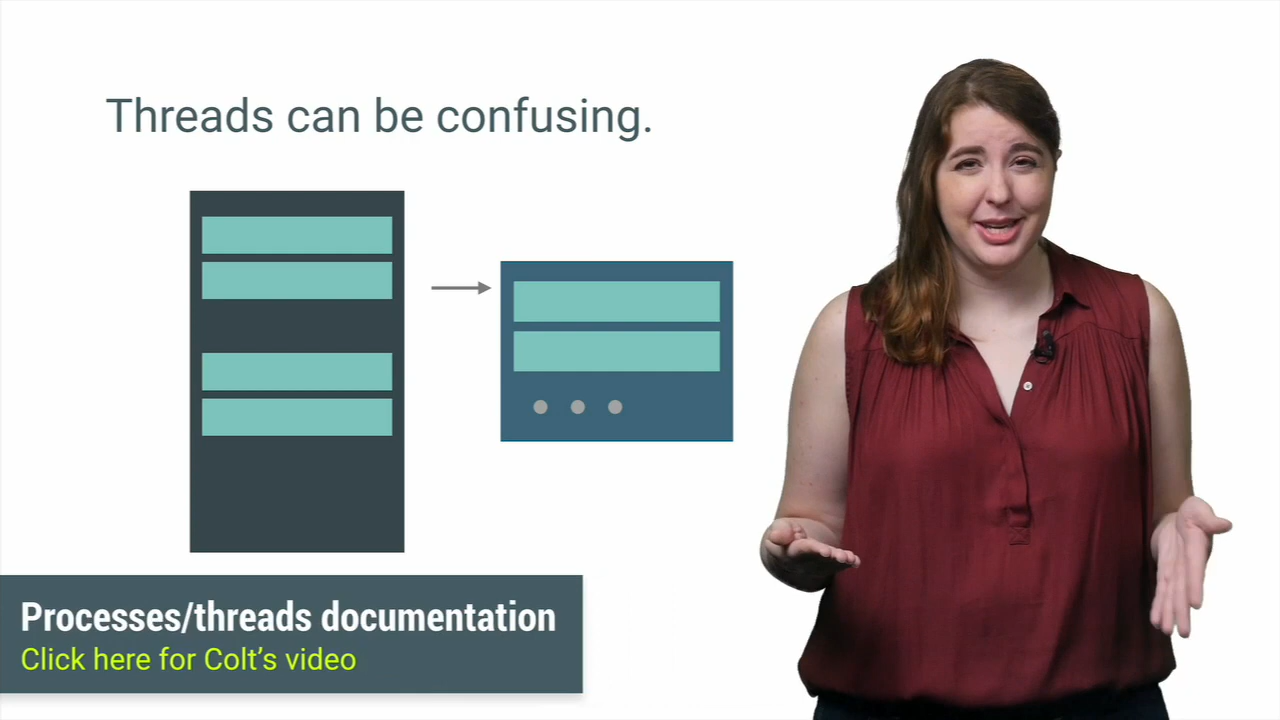 Threads can be confusing.
Processes/threads documentation
Click here for Colt’s video